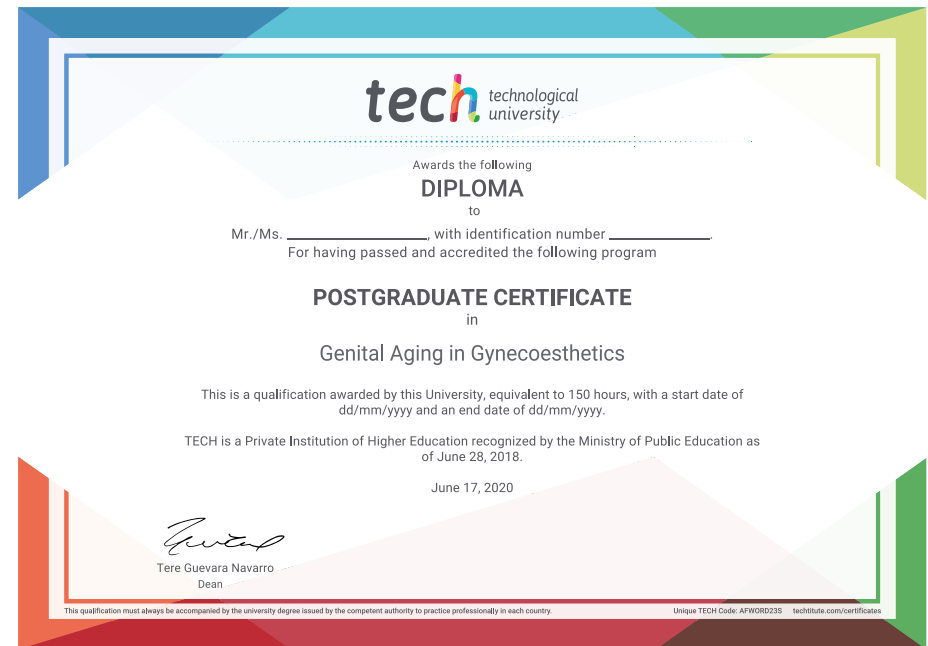 tech technological
university
Awards the following
DIPLOMA
to
Mr./Ms. ____________________, with identification number ______________.
For having passed and accredited the following program
POSTGRADUATE CERTIFICATE
in
Genital Aging in Gynecoesthetics
This is a qualification awarded by this University, equivalent to 150 hours, with a start date of
dd/mm/yyyy and an end date of dd/mm/yyyy.
TECH is a Private Institution of Higher Education recognized by the Ministry of Public Education as
of June 28, 2018.
June 17, 2020
Tere Guevara Navarro
Dean
This qualification must always be accompanied by the university degree issued by the competent authority to practice professionally in each country. Unique TECH Code: AFWORD23S techtitute.com/certificates